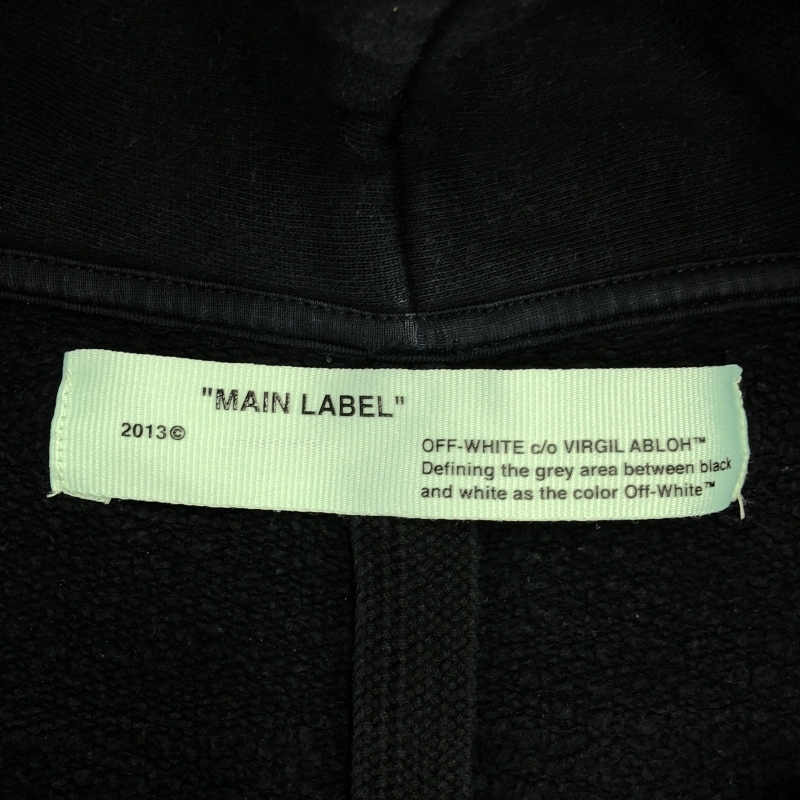 "MAIN LABEL"
2013©
OFF-WHITE c/o VIRGIL ABLOH™
Defining the grey area between black
and white as the color Off-White™